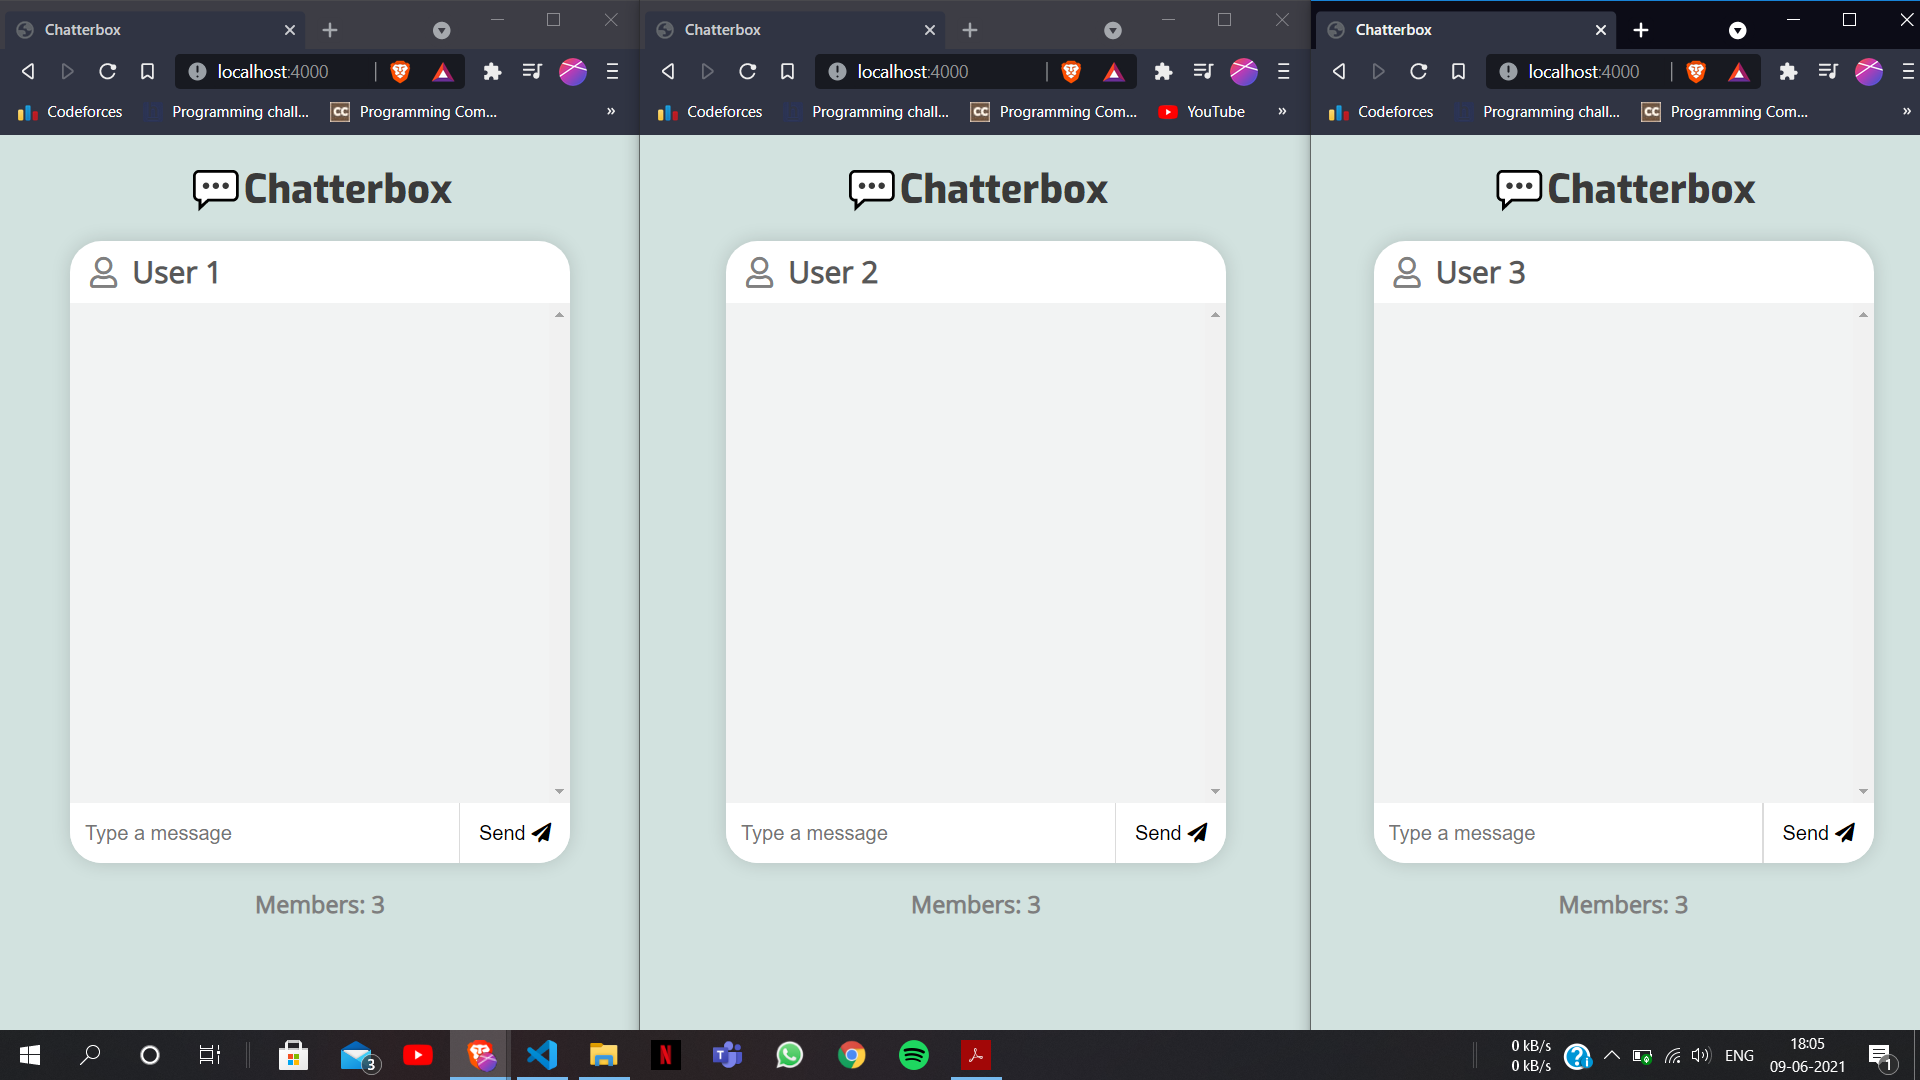 Chatterbox
localhost:4000
Codeforces
Programming chall...
CC
Programming Com...
»
Chatterbox
User 1
Type a message
Send
Members: 3
Chatterbox
localhost:4000
Codeforces
Programming chall...
CC
Programming Com...
YouTube
»
Chatterbox
User 2
Type a message
Send
Members: 3
Chatterbox
localhost:4000
Codeforces
Programming chall...
CC
Programming Com...
»
Chatterbox
User 3
Type a message
Send
Members: 3
3
N
T
0 kB/s
0 kB/s
ENG
18:05
09-06-2021
1